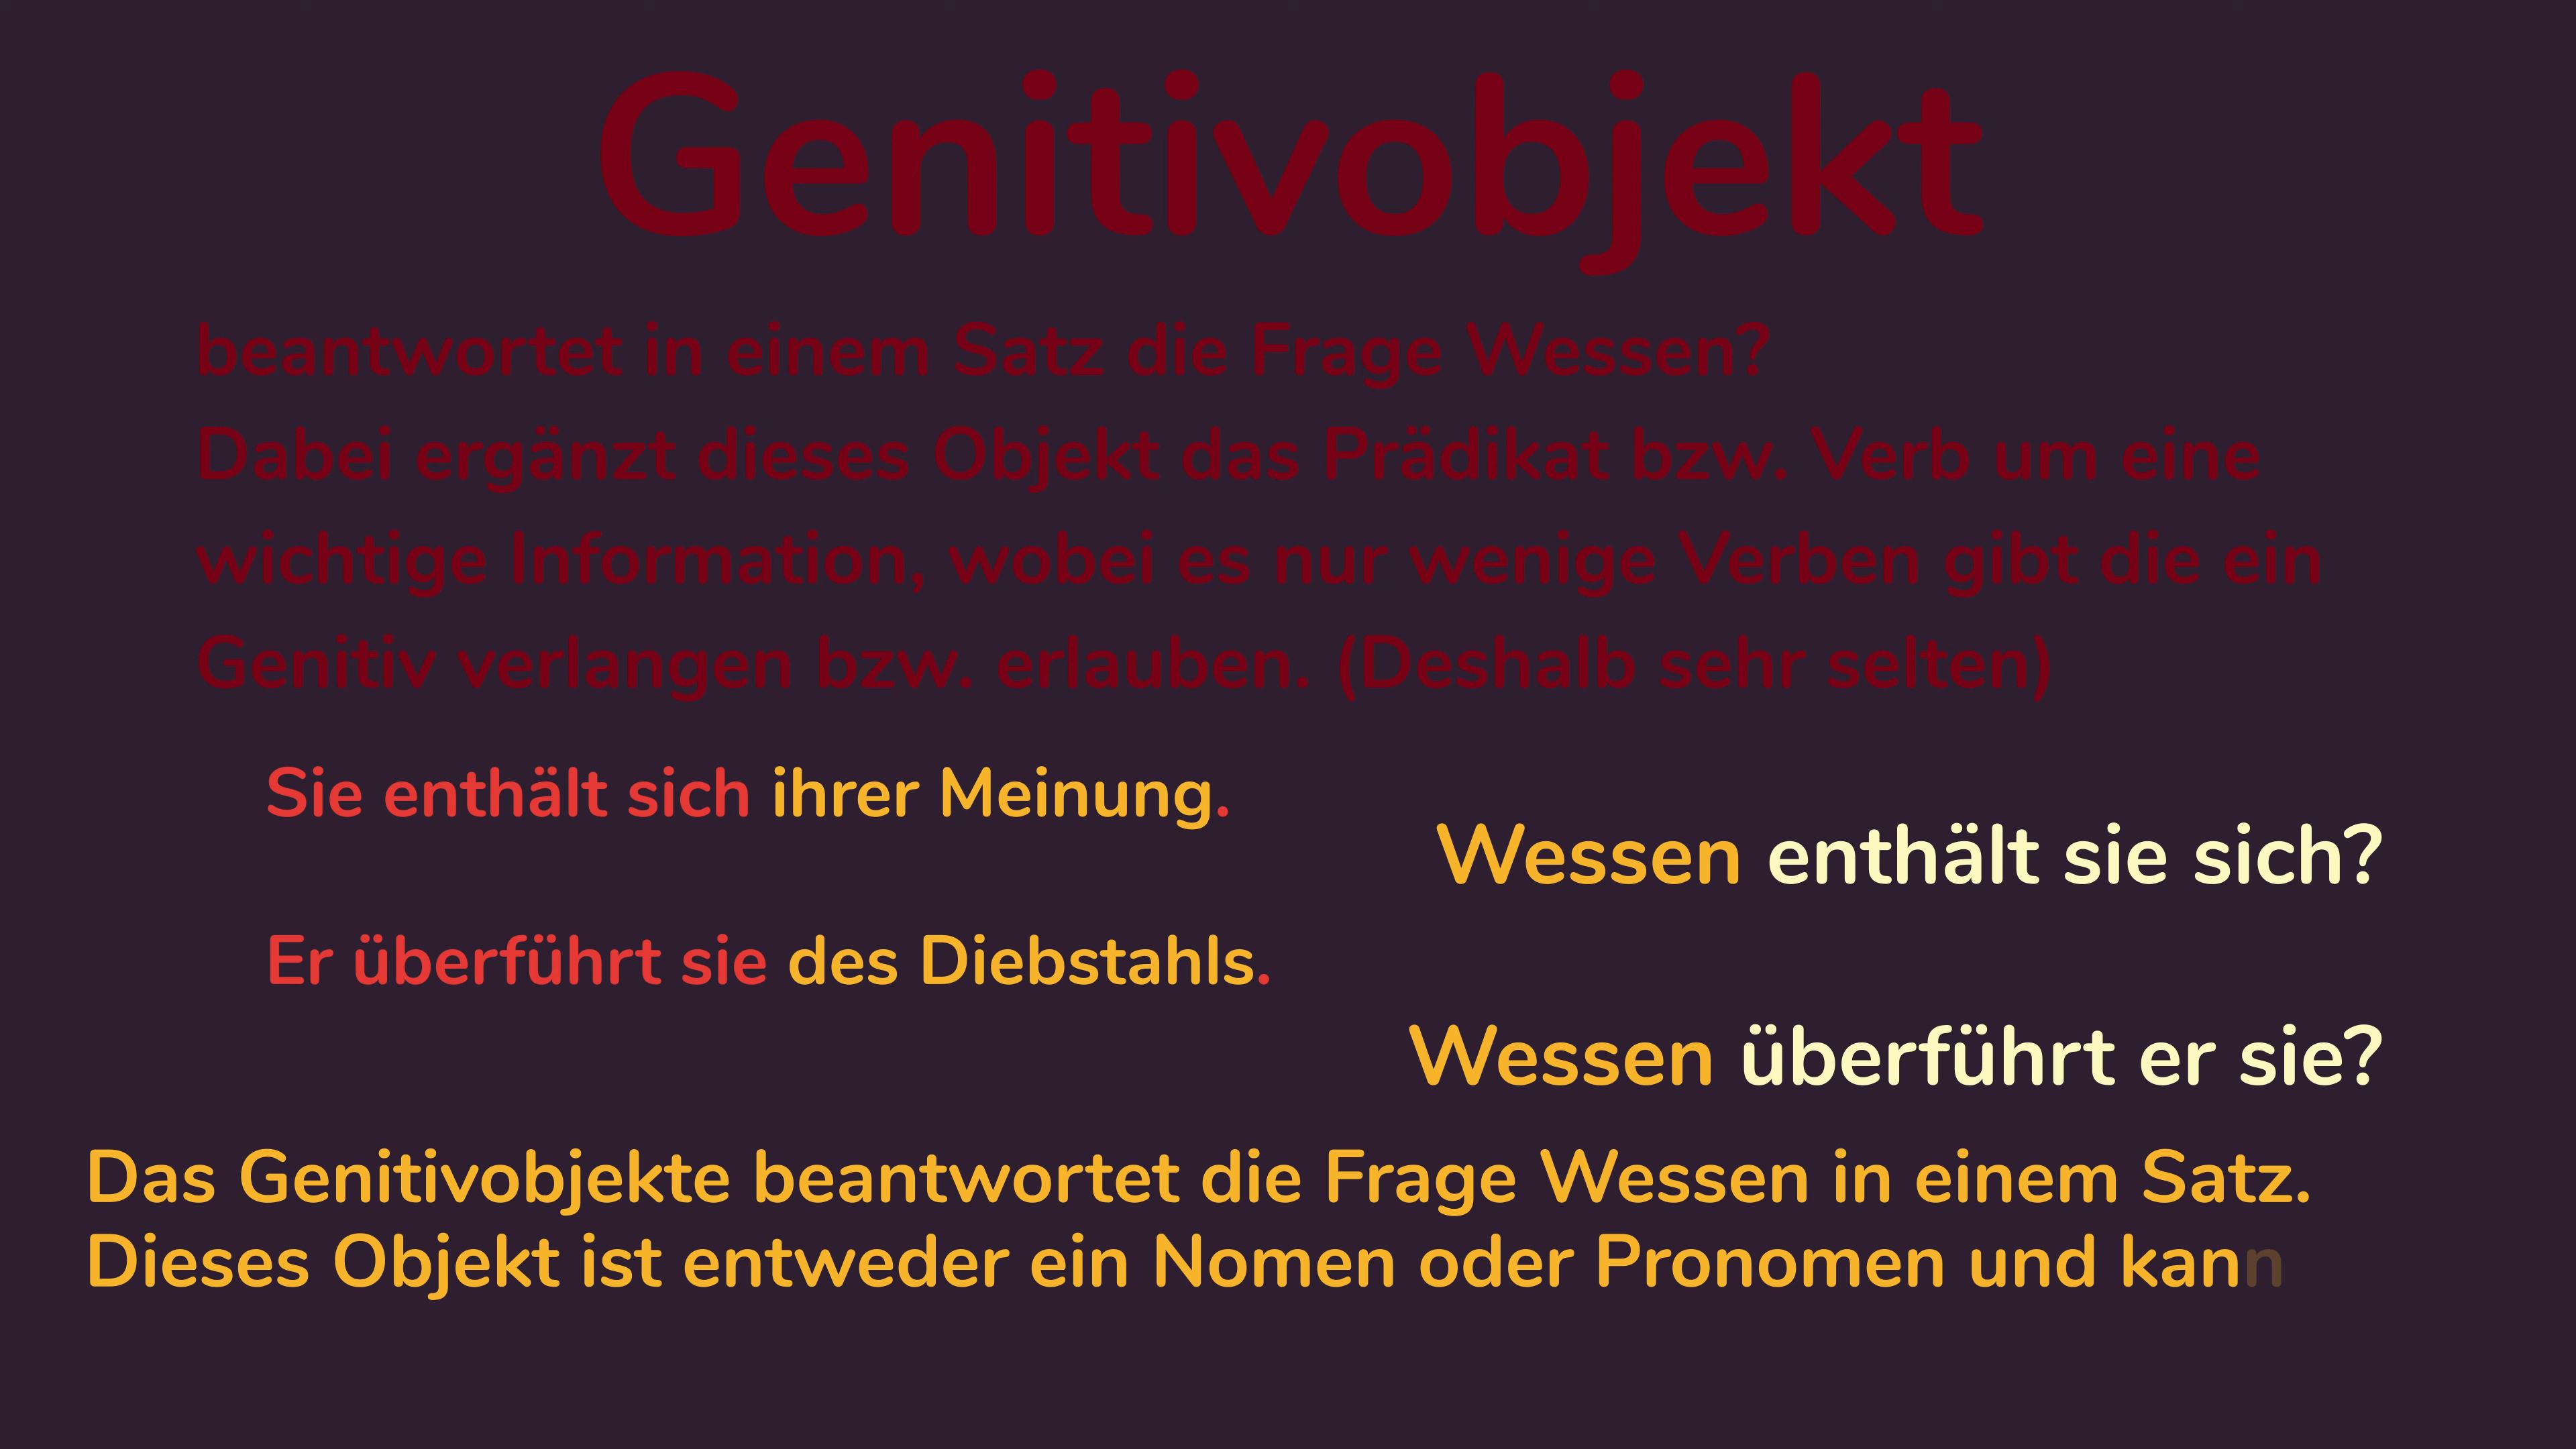 Genitivobjekt
beantwortet in einem Satz die Frage Wessen?
Dabei ergänzt dieses Objekt das Prädikat bzw. Verb um eine
wichtige Information, wobei es nur wenige Verben gibt die ein
Genitiv verlangen bzw. erlauben. (Deshalb sehr selten)
Sie enthält sich ihrer Meinung.
Wessen enthält sie sich?
Er überführt sie des Diebstahls.
Wessen überführt er sie?
Das Genitivobjekte beantwortet die Frage Wessen in einem Satz.
Dieses Objekt ist entweder ein Nomen oder Pronomen und kann